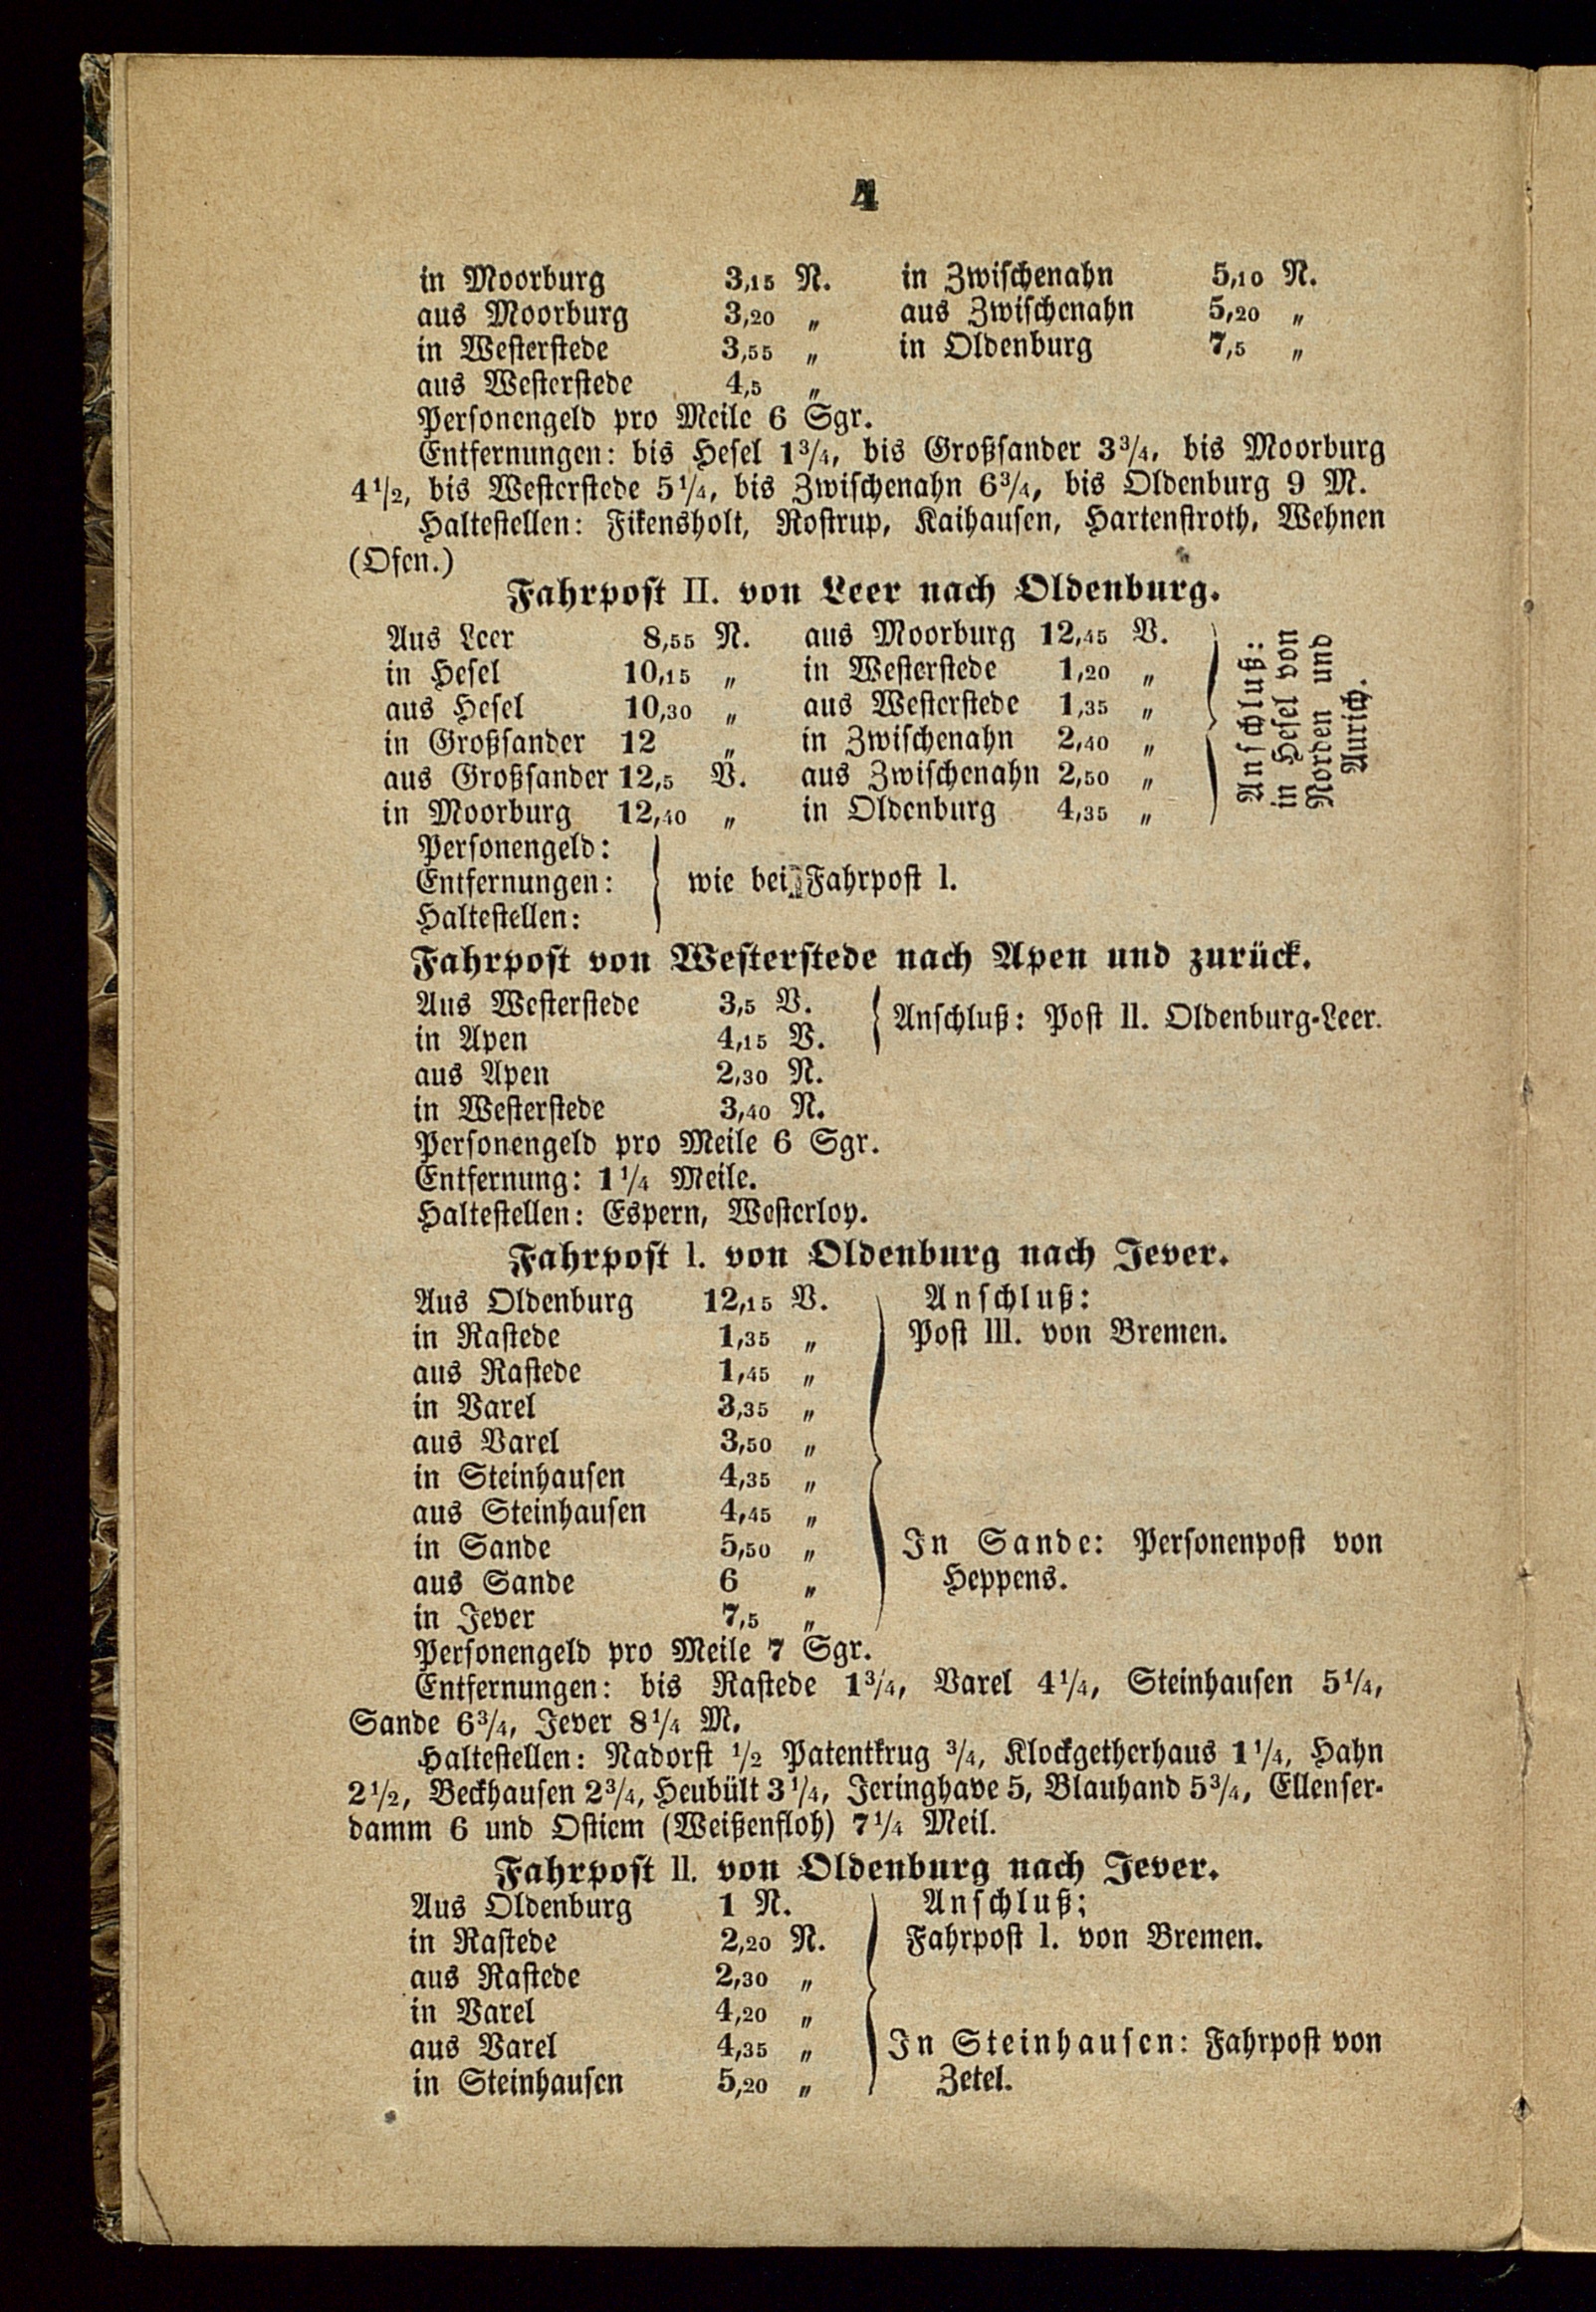 4
in Moorburg 3,15 N. in Zwischenahn 5,10 N.
aus Moorburg 3,20 „ aus Zwischenahn 5,20 „
in Westerstede 3,55 „ in Oldenburg 7,5 „
aus Westerstede 4,5 „
Personengeld pro Meile 6 Sgr.
Entfernungen: bis Hesel 1¾, bis Großsander 3¾, bis Moorburg
4½, bis Westerstede 5¼, bis Zwischenahn 6¾, bis Oldenburg 9 M.
Haltestellen: Fikensholt, Rostrup, Kaihausen, Hartenstroth, Wehnen
(Ofen.)
Fahrpost II. von Leer nach Oldenburg.
Aus Leer 8,55 N. aus Moorburg 12,45 V.
in Hesel 10,15 „ in Westerstede 1,20 „
aus Hesel 10,30 „ aus Westerstede 1,35 „
in Großsander 12 „ in Zwischenahn 2,40 „
aus Großsander 12,5 V. aus Zwischenahn 2,50 „
in Moorburg 12,40 „ in Oldenburg 4,35 „
Anschluß:
in Hesel von
Norden und
Aurich.
Personengeld:
Entfernungen: wie bei Fahrpost I.
Haltestellen:
Fahrpost von Westerstede nach Apen und zurück.
Aus Westerstede 3,5 V. Anschluß: Post II. Oldenburg-Leer.
in Apen 4,15 V.
aus Apen 2,30 N.
in Westerstede 3,40 N.
Personengeld pro Meile 6 Sgr.
Entfernung: 1¼ Meile.
Haltestellen: Espern, Westerloy.
Fahrpost I. von Oldenburg nach Jever.
Aus Oldenburg 12,15 V. Anschluß:
in Rastede 1,35 „ Post III. von Bremen.
aus Rastede 1,45 „
in Varel 3,35 „
aus Varel 3,50 „
in Steinhausen 4,35 „
aus Steinhausen 4,45 „
in Sande 5,50 „ In Sande: Personenpost von
aus Sande 6 „ Heppens.
in Jever 7,5 „
Personengeld pro Meile 7 Sgr.
Entfernungen: bis Rastede 1¾, Varel 4¼, Steinhausen 5¼,
Sande 6¾, Jever 8¼ M.
Haltestellen: Nadorst ½ Patentkrug ¾, Klockgetherhaus 1¼, Hahn
2½, Beckhausen 2¾, Heubült 3¼, Jeringhave 5, Blauhand 5¾, Ellenser-
damm 6 und Ostiem (Weißenfloh) 7¼ Meil.
Fahrpost II. von Oldenburg nach Jever.
Aus Oldenburg 1 N. Anschluß:
in Rastede 2,20 N. Fahrpost I. von Bremen.
aus Rastede 2,30 „
in Varel 4,20 „
aus Varel 4,35 „ In Steinhausen: Fahrpost von
in Steinhausen 5,20 „ Zetel.